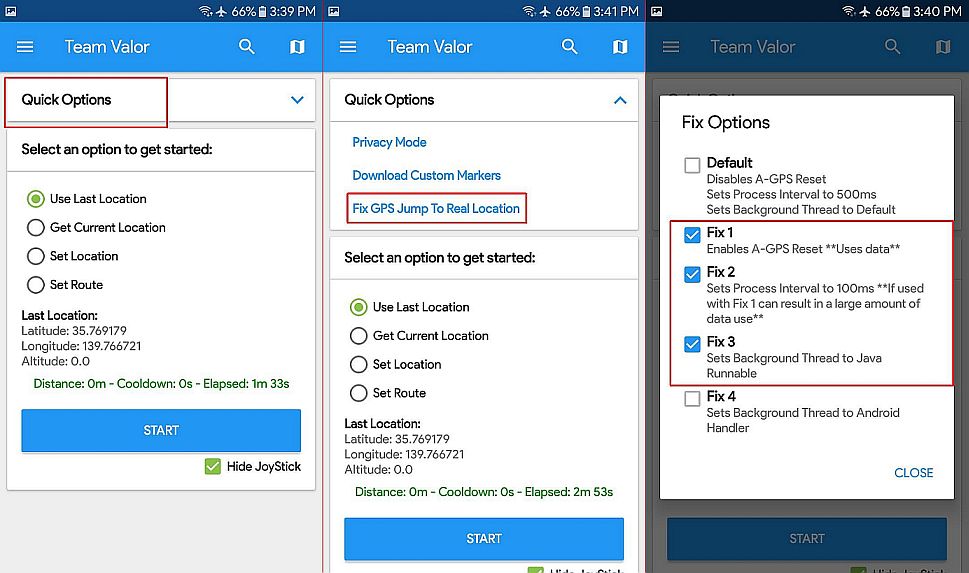 66% 3:39 PM
Team Valor
Quick Options
Select an option to get started:
Use Last Location
Get Current Location
Set Location
Set Route
Last Location:
Latitude: 35.769179
Longitude: 139.766721
Altitude: 0.0
Distance: 0m - Cooldown: 0s - Elapsed: 1m 33s
START
Hide JoyStick
66% 3:41 PM
Team Valor
Quick Options
Privacy Mode
Download Custom Markers
Fix GPS Jump To Real Location
Select an option to get started:
Use Last Location
Get Current Location
Set Location
Set Route
Last Location:
Latitude: 35.769179
Longitude: 139.766721
Altitude: 0.0
Distance: 0m - Cooldown: 0s - Elapsed: 2m 53s
START
Hide JoyStick
66% 3:40 PM
Team Valor
Fix Options
Default
Disables A-GPS Reset
Sets Process Interval to 500ms
Sets Background Thread to Default
Fix 1
Enables A-GPS Reset **Uses data**
Fix 2
Sets Process Interval to 100ms **If used
with Fix 1 can result in a large amount of
data use**
Fix 3
Sets Background Thread to Java
Runnable
Fix 4
Sets Background Thread to Android
Handler
CLOSE
START